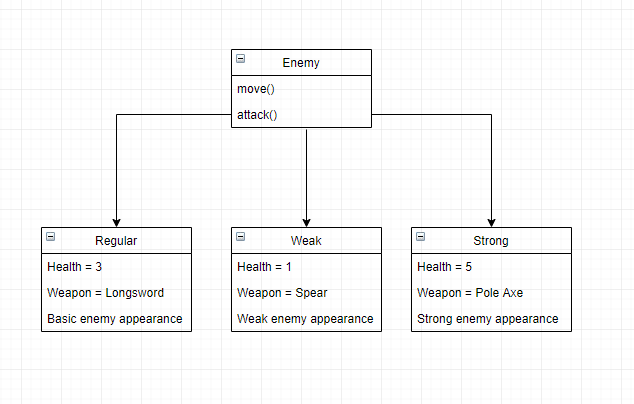 Enemy
move()
attack()
Regular
Health = 3
Weapon = Longsword
Basic enemy appearance
Weak
Health = 1
Weapon = Spear
Weak enemy appearance
Strong
Health = 5
Weapon = Pole Axe
Strong enemy appearance